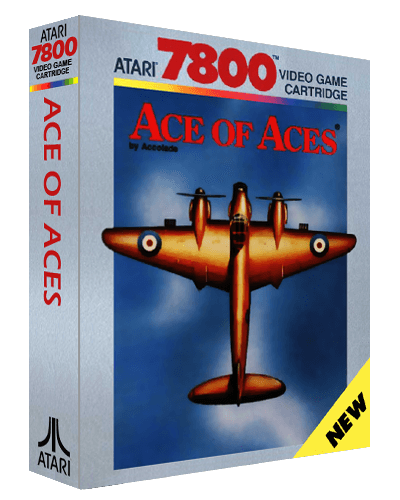 ATARI
7800
VIDEO GAME
CARTRIDGE
ACE OF ACES
ATARI
ATARI® 7800™ VIDEO GAME
CARTRIDGE
ACE OF ACES®
by Accolade
NEW